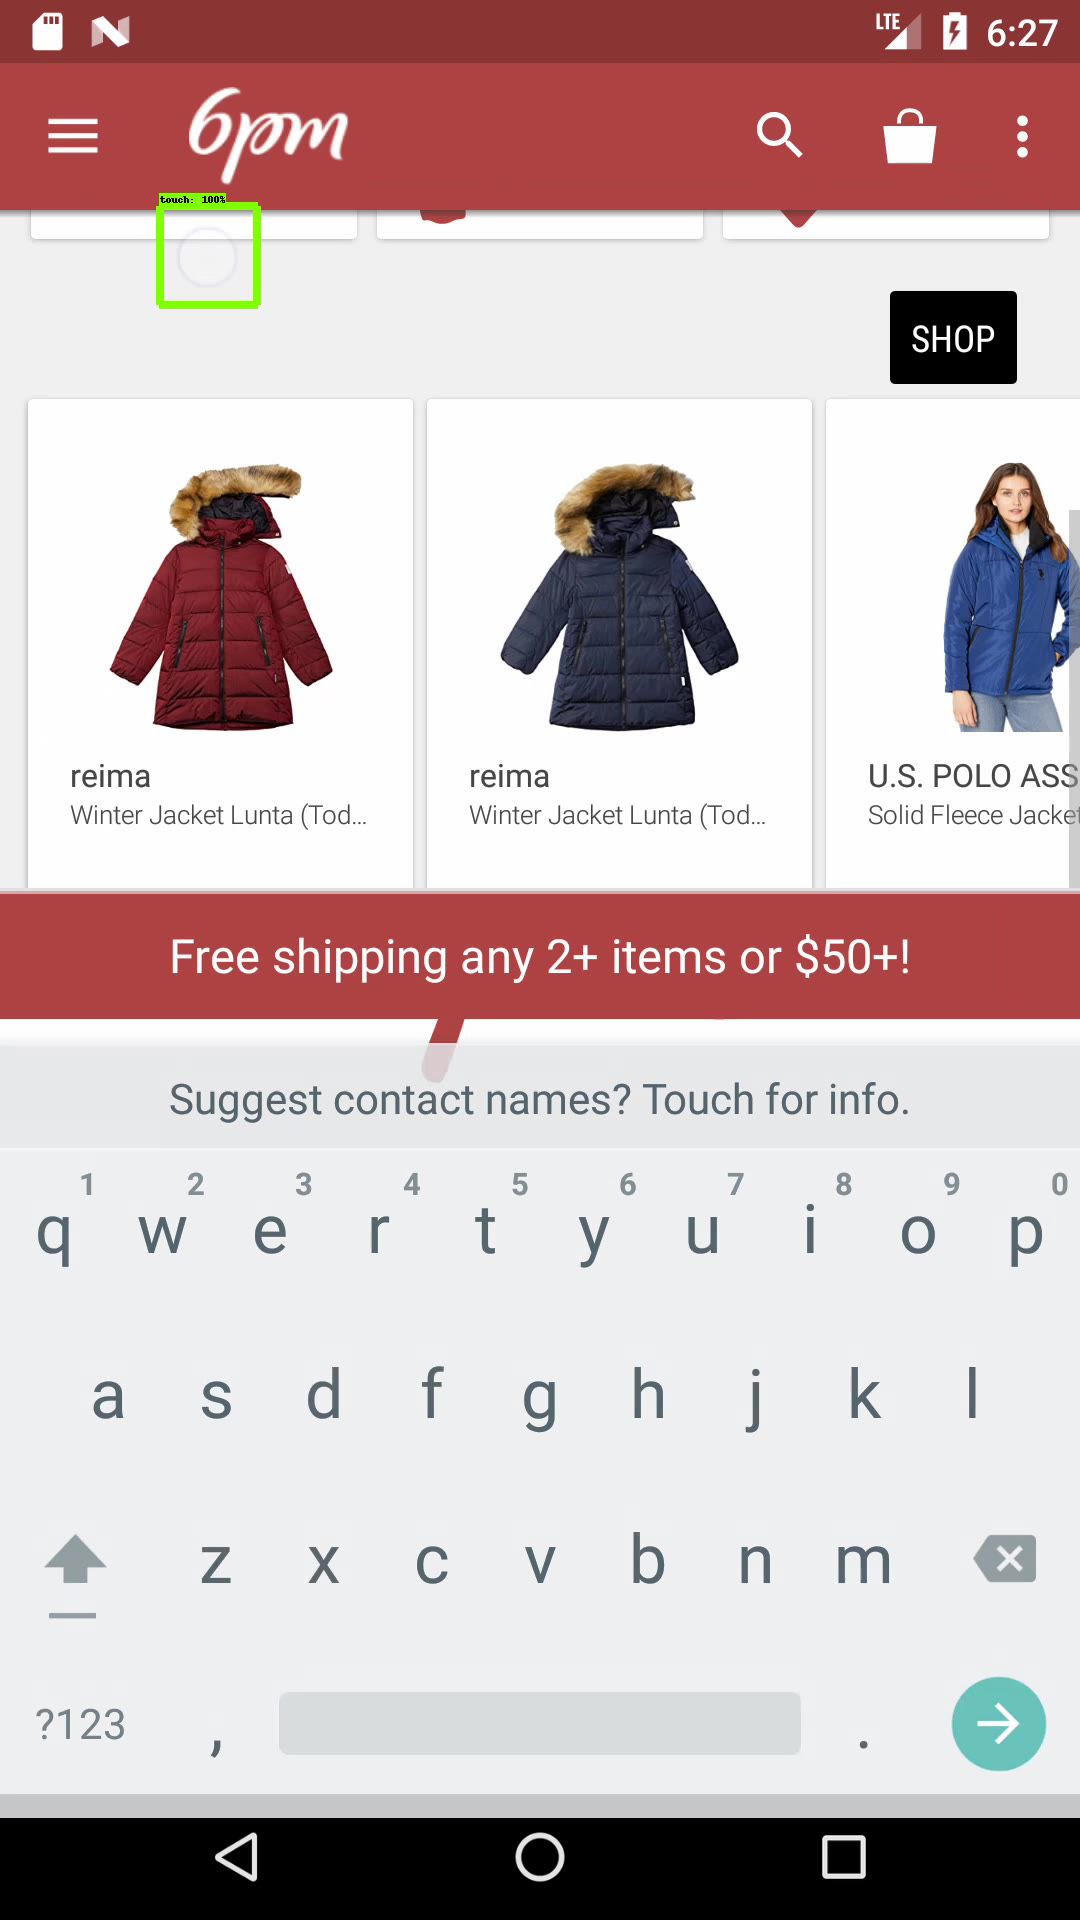 LTE 6:27
6pm
touch: 100%
SHOP
reima
Winter Jacket Lunta (Tod...
reima
Winter Jacket Lunta (Tod...
U.S. POLO ASS
Solid Fleece Jacket
Free shipping any 2+ items or $50+!
Suggest contact names? Touch for info.
1 2 3 4 5 6 7 8 9 0
q w e r t y u i o p
a s d f g h j k l
z x c v b n m
?123 , .